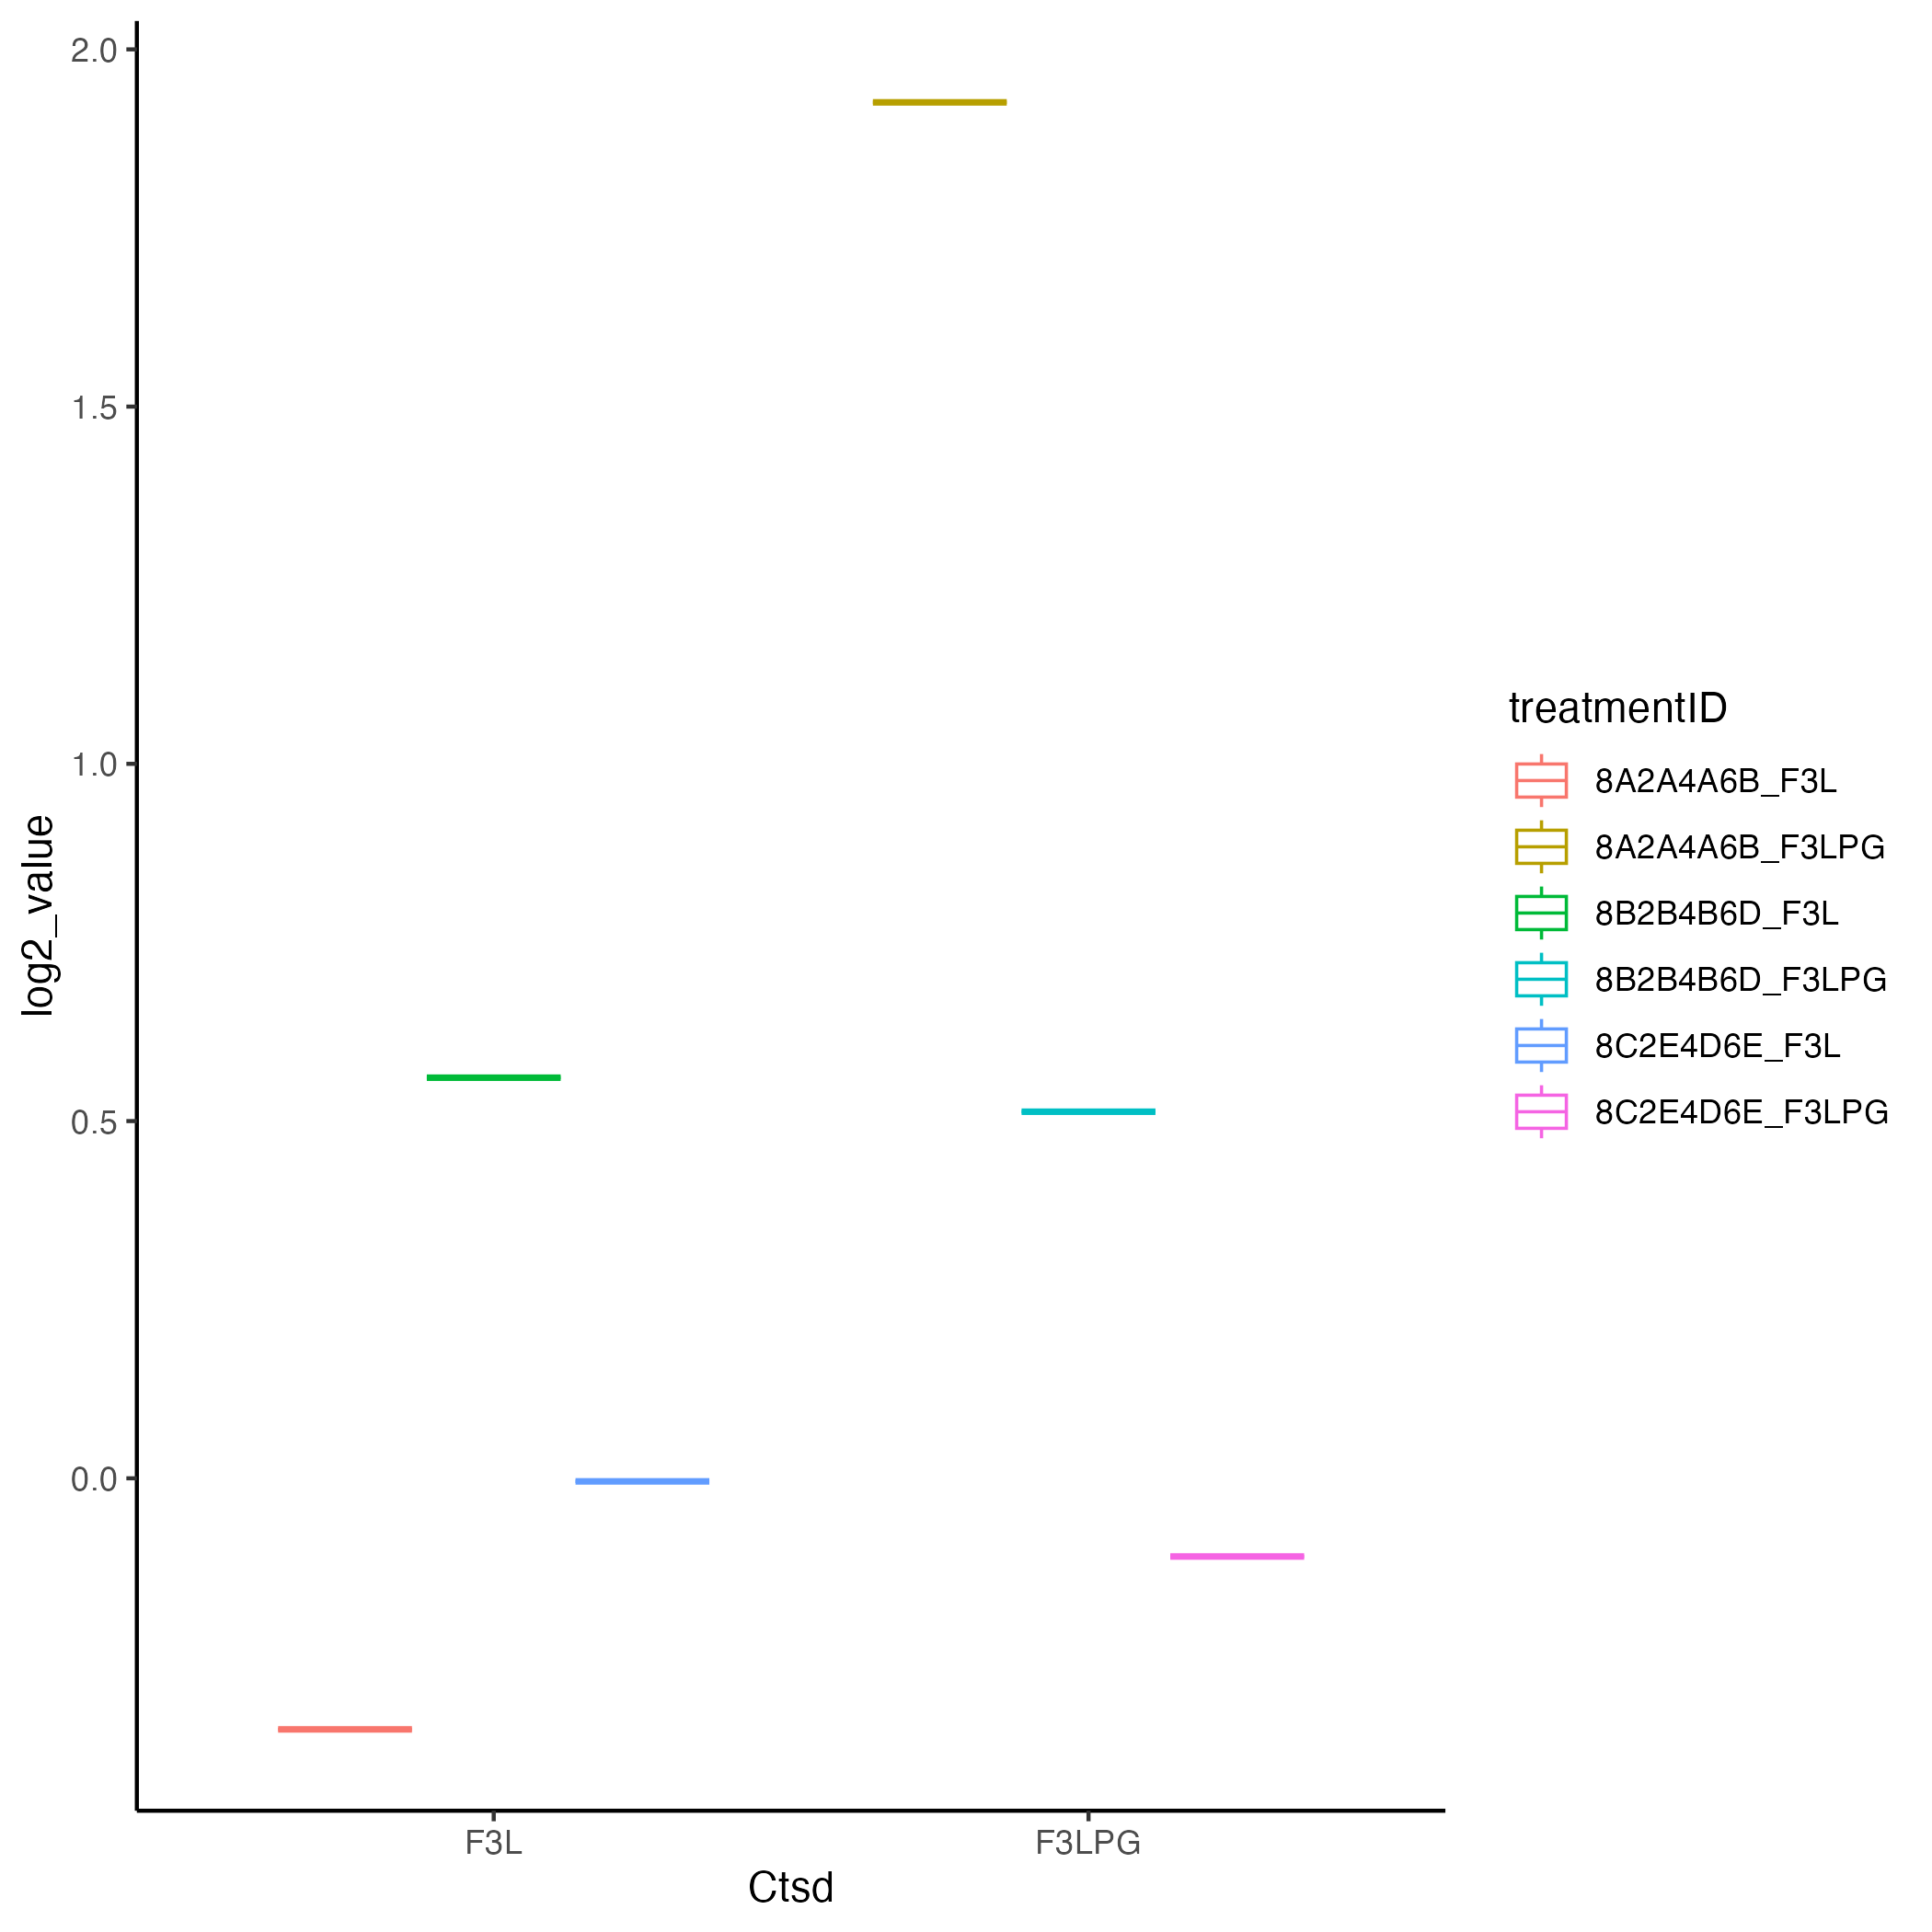 2.0
1.5
1.0
0.5
0.0
log2_value
F3L
F3LPG
Ctsd
treatmentID
8A2A4A6B_F3L
8A2A4A6B_F3LPG
8B2B4B6D_F3L
8B2B4B6D_F3LPG
8C2E4D6E_F3L
8C2E4D6E_F3LPG